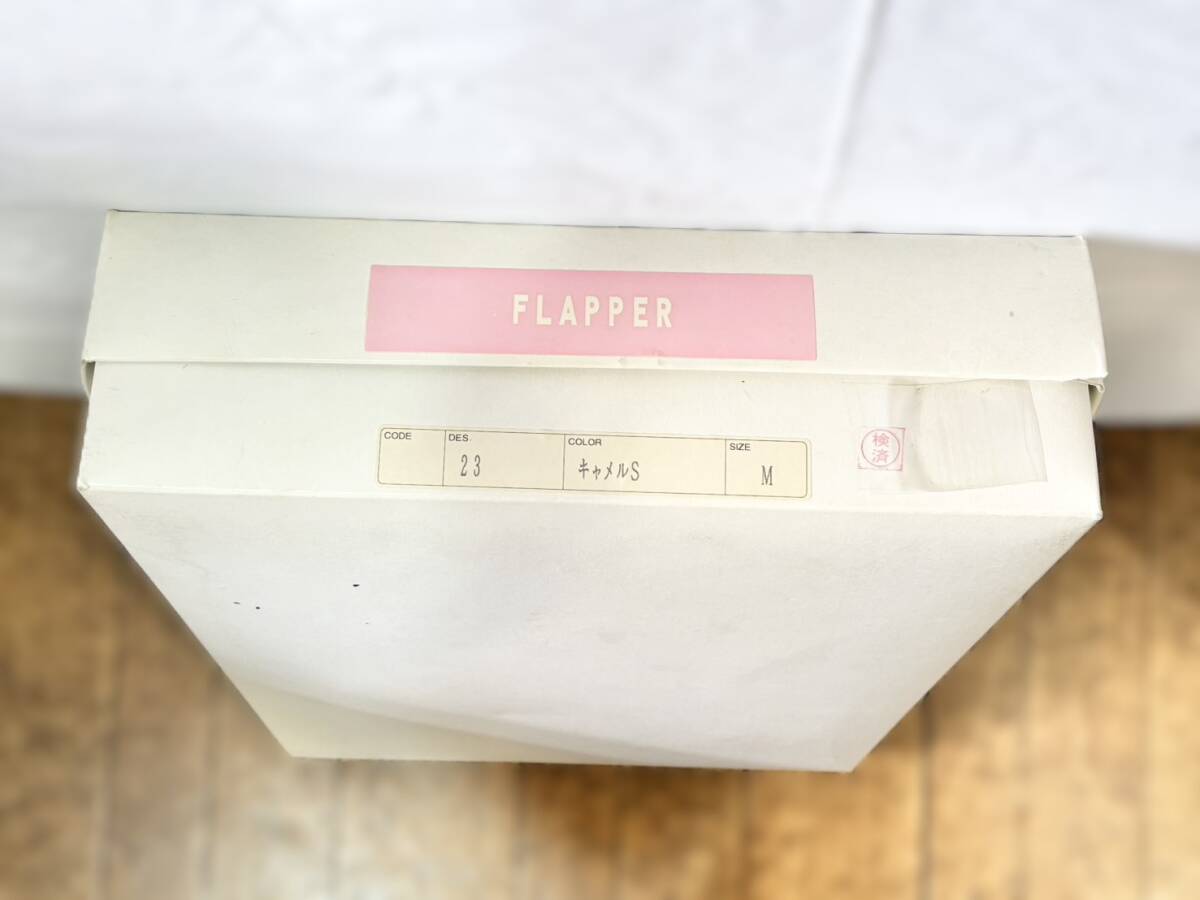 FLAPPER
CODE DES. COLOR SIZE
23 キャメルS M
検
済